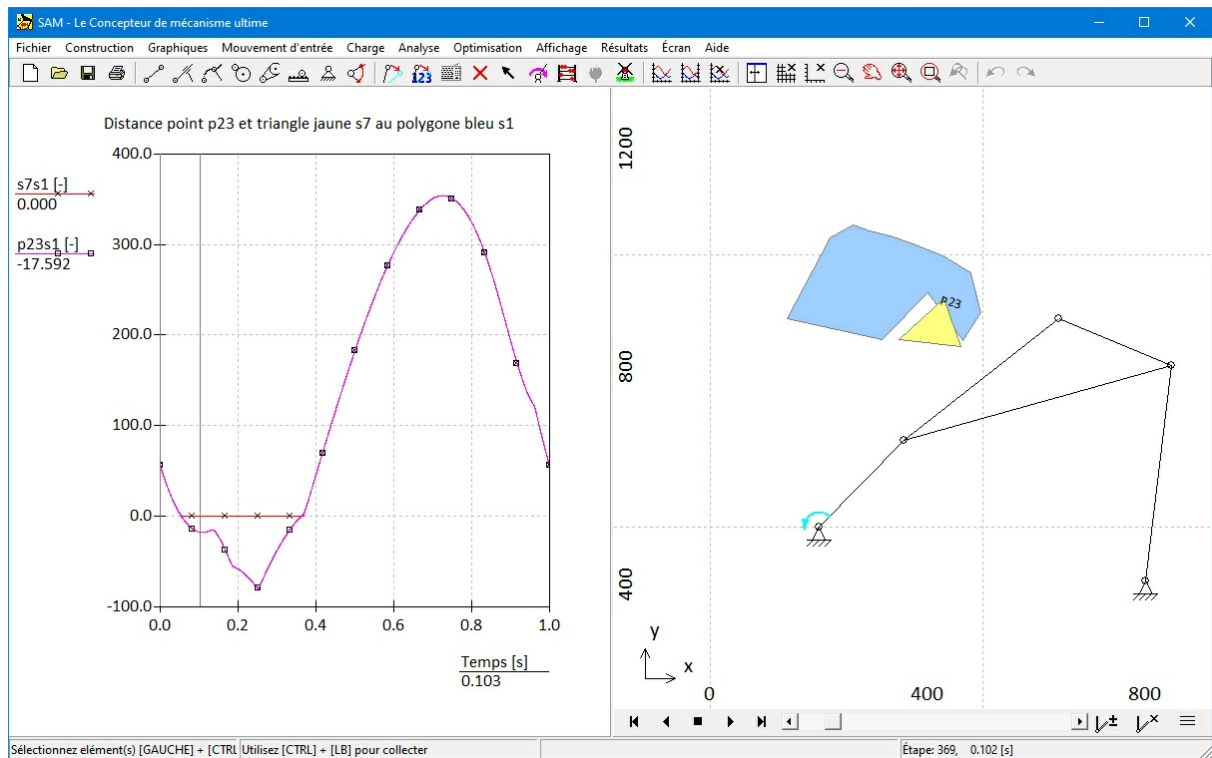 SAM - Le Concepteur de mécanisme ultime
Fichier Construction Graphiques Mouvement d'entrée Charge Analyse Optimisation Affichage Résultats Écran Aide
123
Distance point p23 et triangle jaune s7 au polygone bleu s1
s7s1 [-]
0.000
p23s1 [-]
-17.592
400.0
300.0
200.0
100.0
0.0
-100.0
0.0 0.2 0.4 0.6 0.8 1.0
Temps [s]
0.103
1200
800
400
P23
y
x
0 400 800
Sélectionnez elément(s) [GAUCHE] + [CTRL Utilisez [CTRL] + [LB] pour collecter Étape: 369, 0.102 [s]